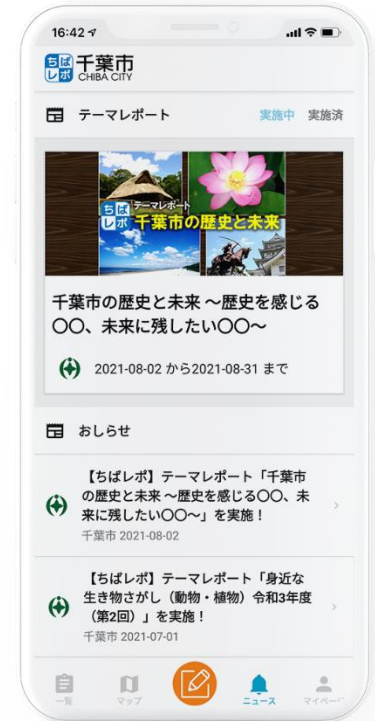 16:42
ちば
レポ
千葉市
CHIBA CITY
テーマレポート
実施中 実施済
ちば
レポ
テーマレポート
千葉市の歴史と未来
千葉市の歴史と未来 ～歴史を感じる
〇〇、未来に残したい〇〇～
2021-08-02 から2021-08-31 まで
おしらせ
【ちばレポ】テーマレポート「千葉市
の歴史と未来 ～歴史を感じる〇〇、未
来に残したい〇〇～」を実施！
千葉市 2021-08-02
【ちばレポ】テーマレポート「身近な
生き物さがし（動物・植物）令和3年度
（第2回）」を実施！
千葉市 2021-07-01
一覧
マップ
ニュース
マイページ